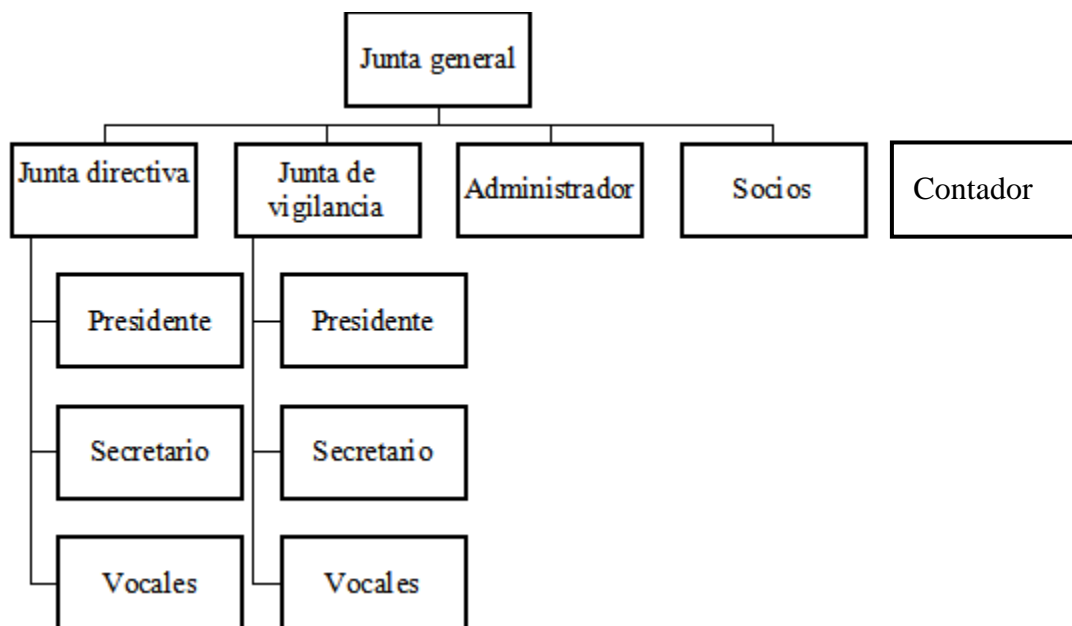 Junta general
Junta directiva
Junta de
vigilancia
Administrador
Socios
Contador
Presidente
Presidente
Secretario
Secretario
Vocales
Vocales